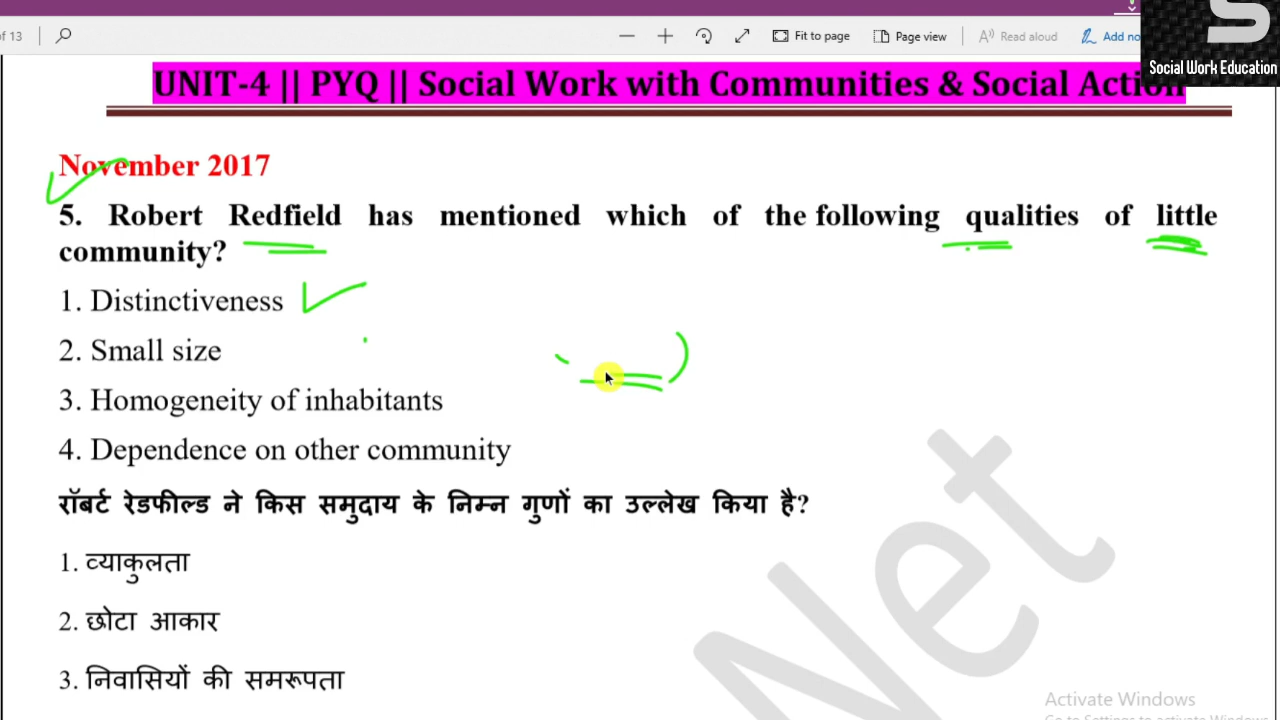 of 13
Fit to page
Page view
Read aloud
Add no
Social Work Education
UNIT-4 || PYQ || Social Work with Communities & Social Action
November 2017
5. Robert Redfield has mentioned which of the following qualities of little
community?
1. Distinctiveness
2. Small size
3. Homogeneity of inhabitants
4. Dependence on other community
रॉबर्ट रेडफील्ड ने किस समुदाय के निम्न गुणों का उल्लेख किया है?
1. व्याकुलता
2. छोटा आकार
3. निवासियों की समरूपता
Net
Activate Windows